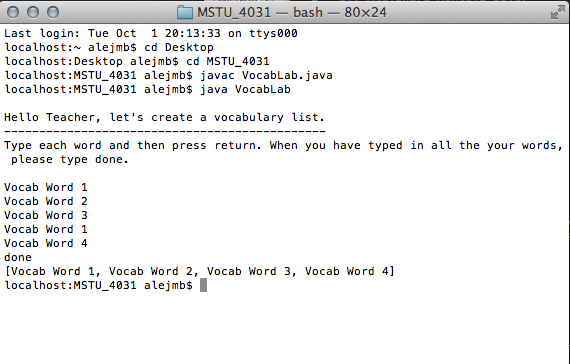 MSTU_4031 — bash — 80×24
Last login: Tue Oct  1 20:13:33 on ttys000
localhost:~ alejmb$ cd Desktop
localhost:Desktop alejmb$ cd MSTU_4031
localhost:MSTU_4031 alejmb$ javac VocabLab.java
localhost:MSTU_4031 alejmb$ java VocabLab
Hello Teacher, let's create a vocabulary list.
----------------------------------------------
Type each word and then press return. When you have typed in all the your words,
 please type done.
Vocab Word 1
Vocab Word 2
Vocab Word 3
Vocab Word 1
Vocab Word 4
done
[Vocab Word 1, Vocab Word 2, Vocab Word 3, Vocab Word 4]
localhost:MSTU_4031 alejmb$